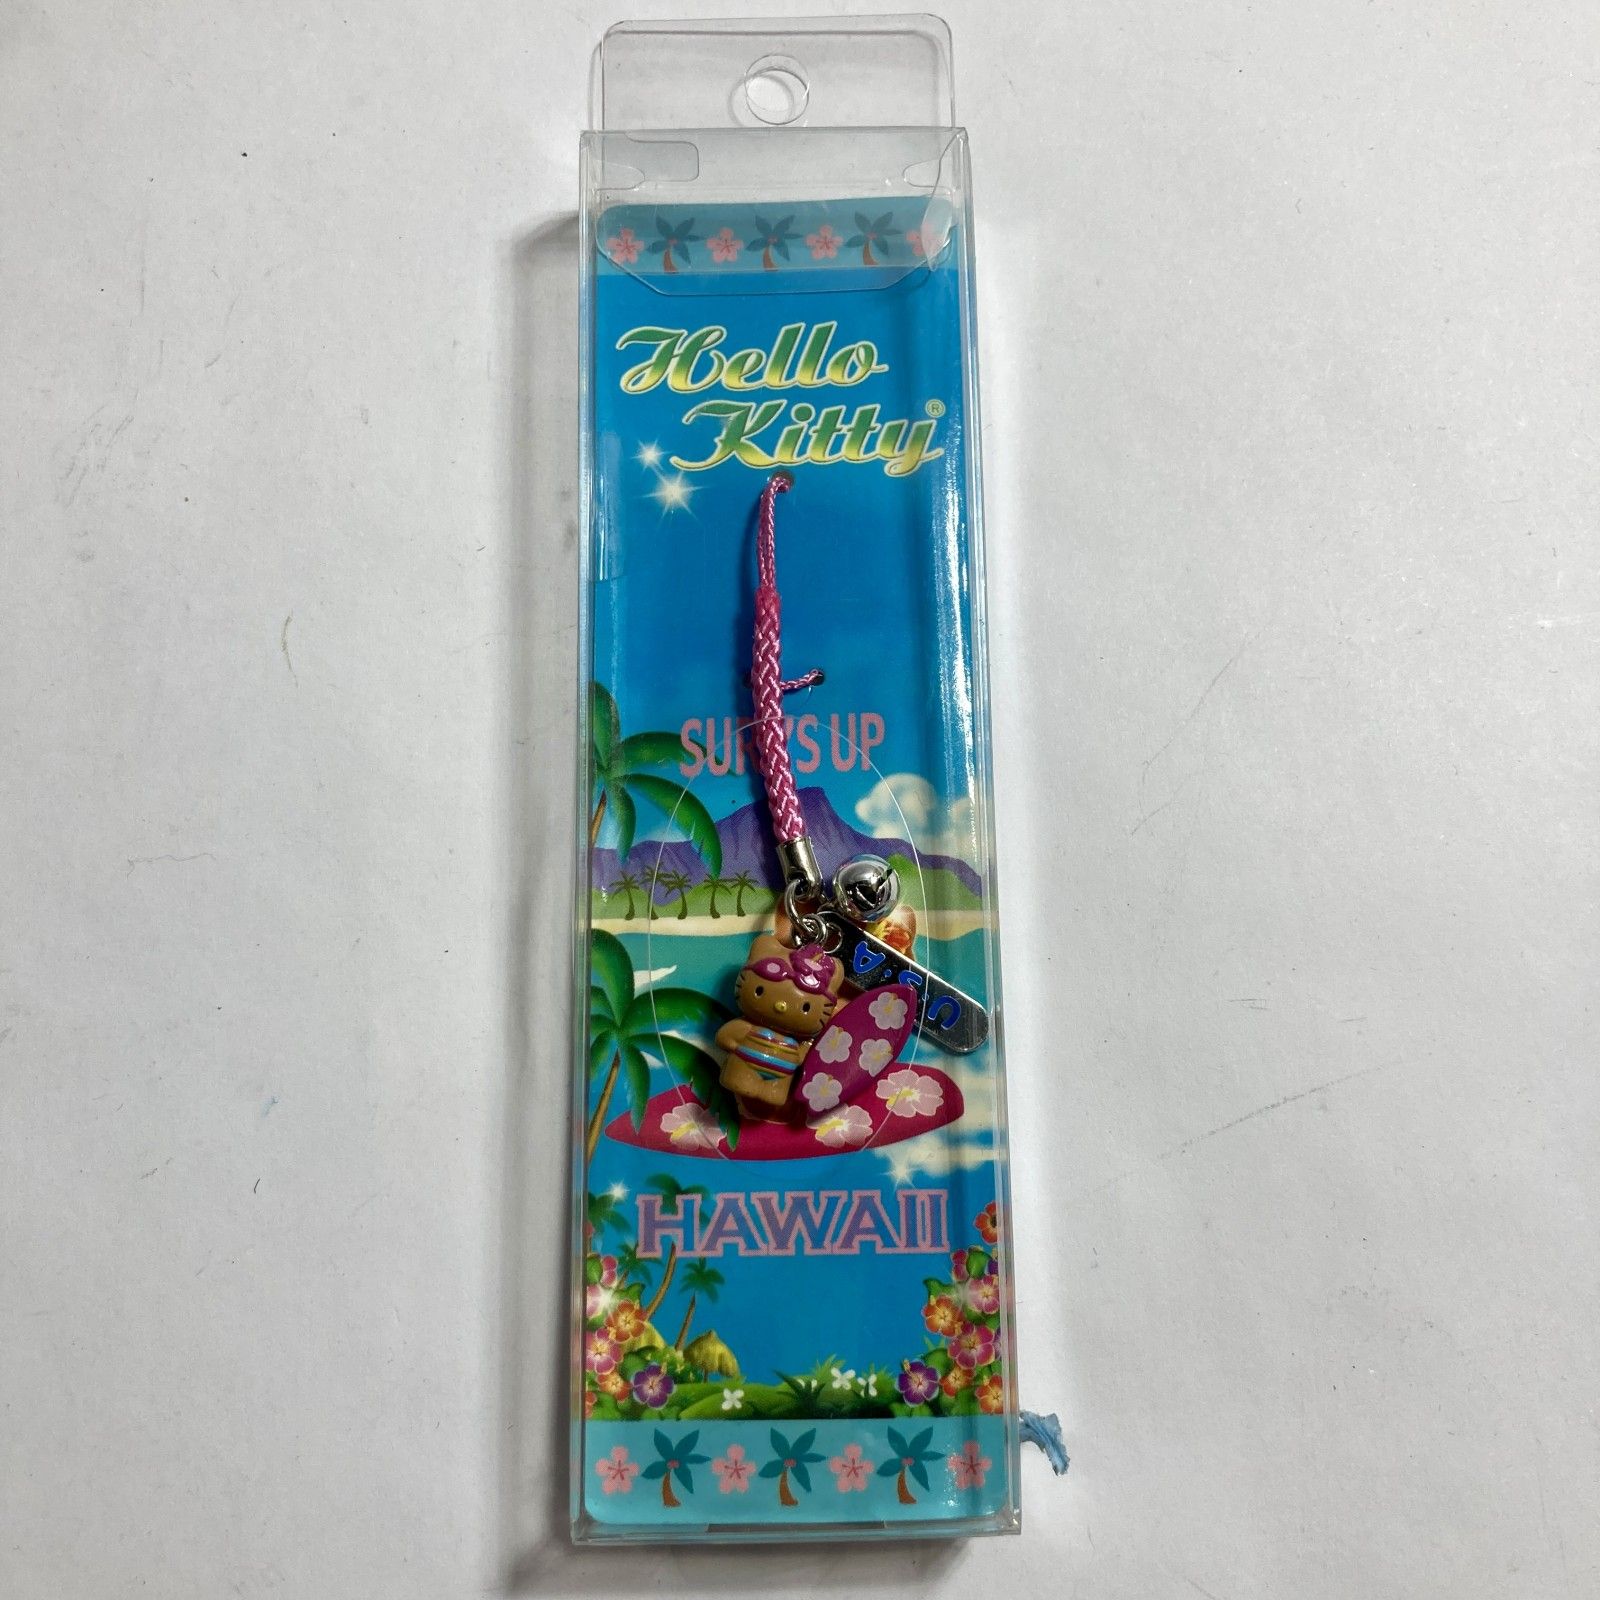 Hello
Kitty®
SURF'S UP
U.S.A
HAWAII